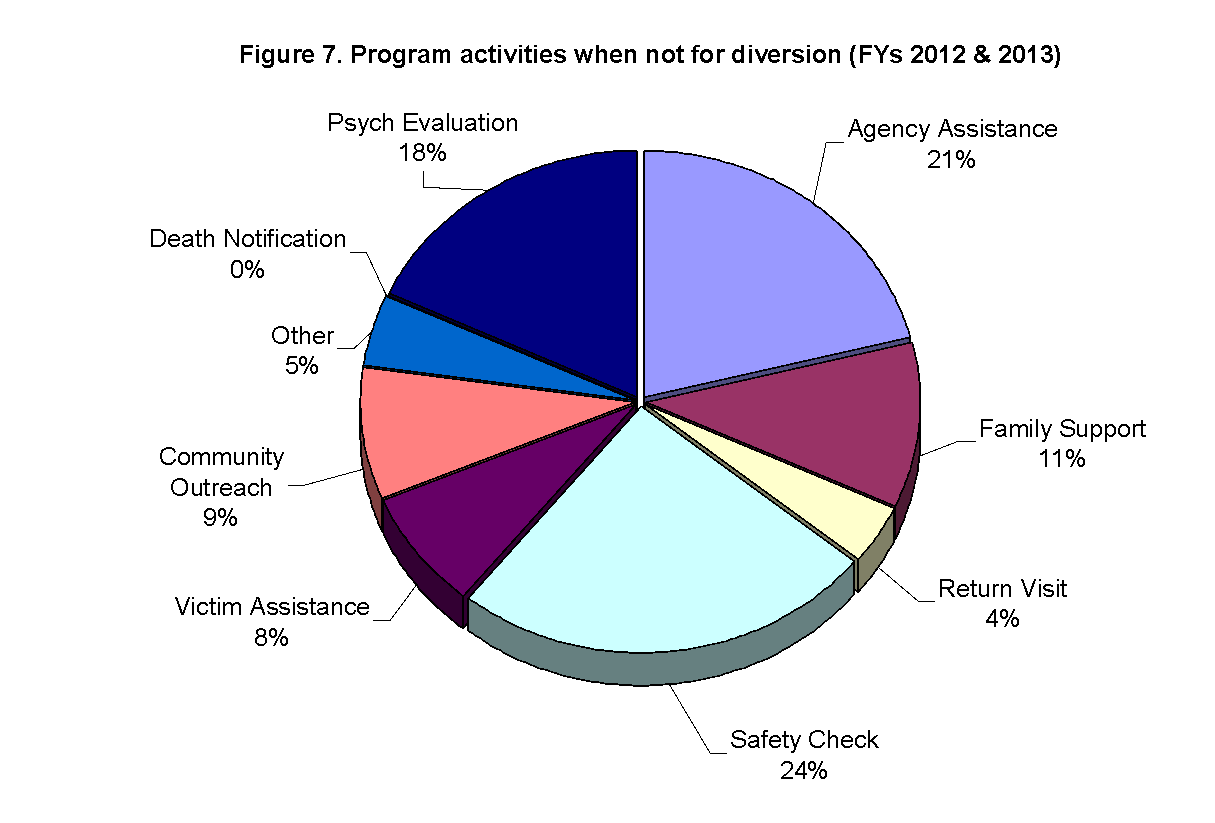 Figure 7. Program activities when not for diversion (FYs 2012 & 2013)
Psych Evaluation
18%
Agency Assistance
21%
Death Notification
0%
Other
5%
Family Support
11%
Community
Outreach
9%
Return Visit
4%
Victim Assistance
8%
Safety Check
24%